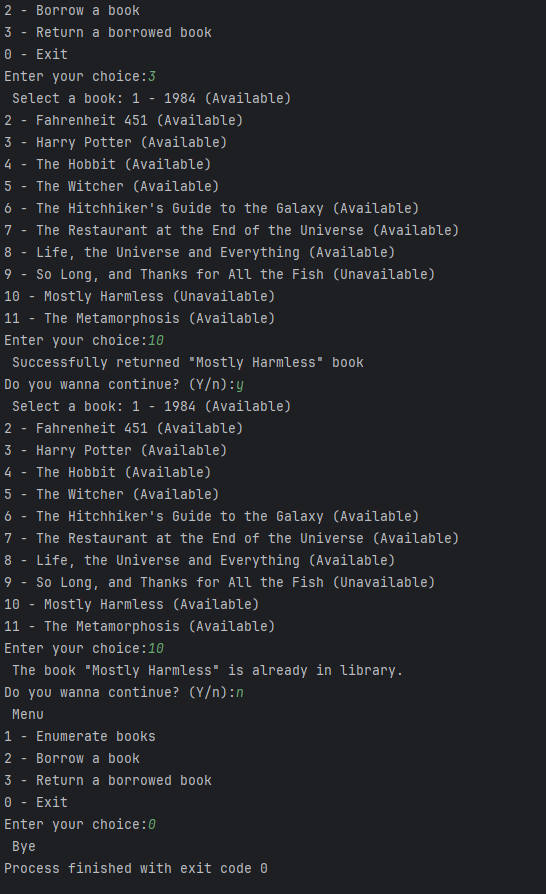 2 - Borrow a book
3 - Return a borrowed book
0 - Exit
Enter your choice:3
Select a book: 1 - 1984 (Available)
2 - Fahrenheit 451 (Available)
3 - Harry Potter (Available)
4 - The Hobbit (Available)
5 - The Witcher (Available)
6 - The Hitchhiker's Guide to the Galaxy (Available)
7 - The Restaurant at the End of the Universe (Available)
8 - Life, the Universe and Everything (Available)
9 - So Long, and Thanks for All the Fish (Unavailable)
10 - Mostly Harmless (Unavailable)
11 - The Metamorphosis (Available)
Enter your choice:10
Successfully returned "Mostly Harmless" book
Do you wanna continue? (Y/n):y
Select a book: 1 - 1984 (Available)
2 - Fahrenheit 451 (Available)
3 - Harry Potter (Available)
4 - The Hobbit (Available)
5 - The Witcher (Available)
6 - The Hitchhiker's Guide to the Galaxy (Available)
7 - The Restaurant at the End of the Universe (Available)
8 - Life, the Universe and Everything (Available)
9 - So Long, and Thanks for All the Fish (Unavailable)
10 - Mostly Harmless (Available)
11 - The Metamorphosis (Available)
Enter your choice:10
The book "Mostly Harmless" is already in library.
Do you wanna continue? (Y/n):n
Menu
1 - Enumerate books
2 - Borrow a book
3 - Return a borrowed book
0 - Exit
Enter your choice:0
Bye
Process finished with exit code 0